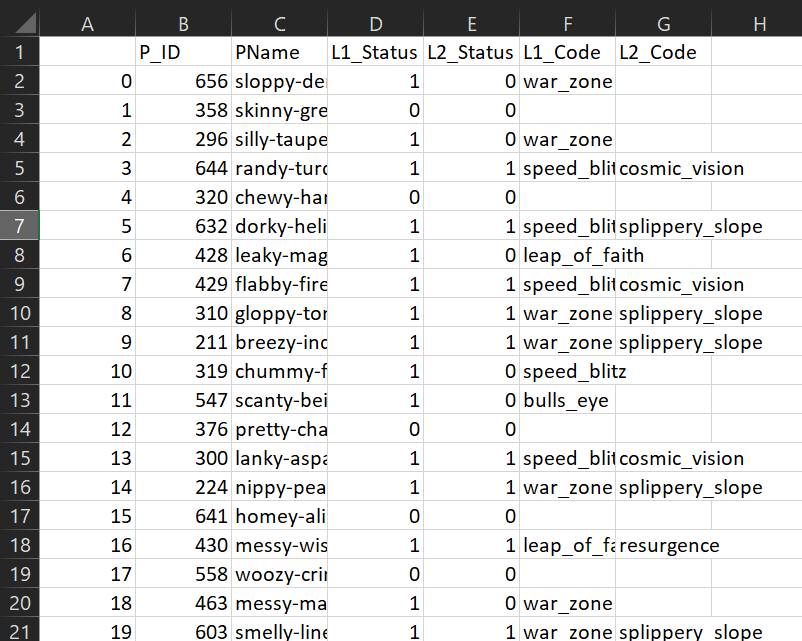 A B C D E F G H
1 P_ID PName L1_Status L2_Status L1_Code L2_Code
2 0 656 sloppy-de 1 0 war_zone
3 1 358 skinny-gre 0 0
4 2 296 silly-taupe 1 0 war_zone
5 3 644 randy-turq 1 1 speed_blit cosmic_vision
6 4 320 chewy-har 0 0
7 5 632 dorky-heli 1 1 speed_blit splippery_slope
8 6 428 leaky-mag 1 0 leap_of_faith
9 7 429 flabby-fire 1 1 speed_blit cosmic_vision
10 8 310 gloppy-tor 1 1 war_zone splippery_slope
11 9 211 breezy-ind 1 1 war_zone splippery_slope
12 10 319 chummy-f 1 0 speed_blitz
13 11 547 scanty-bei 1 0 bulls_eye
14 12 376 pretty-cha 0 0
15 13 300 lanky-aspa 1 1 speed_blit cosmic_vision
16 14 224 nippy-pea 1 1 war_zone splippery_slope
17 15 641 homey-ali 0 0
18 16 430 messy-wis 1 1 leap_of_fa resurgence
19 17 558 woozy-crir 0 0
20 18 463 messy-ma 1 0 war_zone
21 19 603 smelly-line 1 1 war_zone splippery_slope